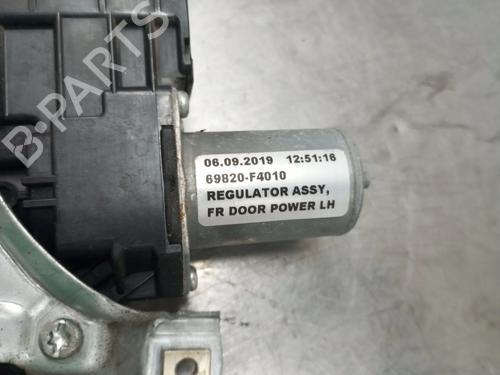 B-PARTS
06.09.2019 12:51:16
69820-F4010
REGULATOR ASSY,
FR DOOR POWER LH